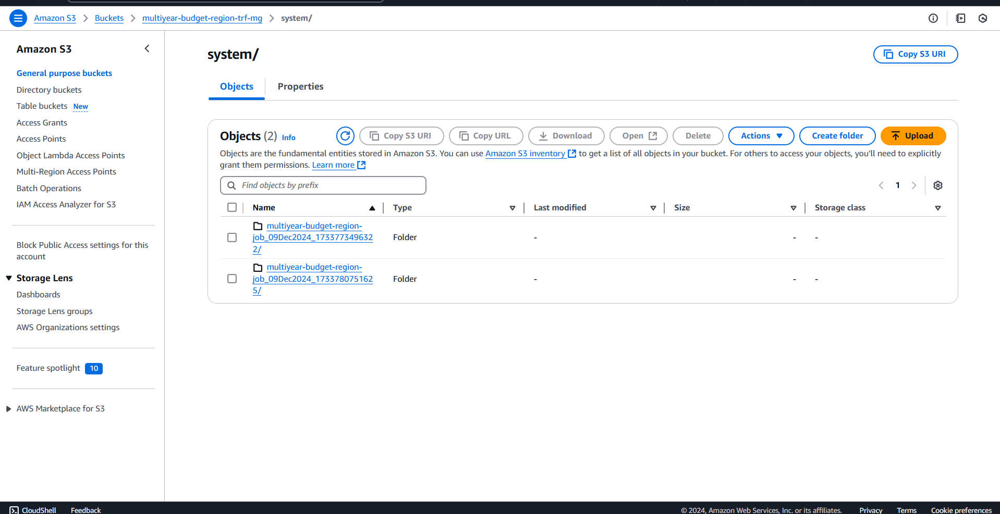 Amazon S3 > Buckets > multiyear-budget-region-trf-mg > system/
Amazon S3
General purpose buckets
Directory buckets
Table buckets New
Access Grants
Access Points
Object Lambda Access Points
Multi-Region Access Points
Batch Operations
IAM Access Analyzer for S3
Block Public Access settings for this
account
Storage Lens
Dashboards
Storage Lens groups
AWS Organizations settings
Feature spotlight 10
AWS Marketplace for S3
system/
Copy S3 URI
Objects Properties
Objects (2) Info
Copy S3 URI Copy URL Download Open Delete Actions Create folder Upload
Objects are the fundamental entities stored in Amazon S3. You can use Amazon S3 inventory to get a list of all objects in your bucket. For others to access your objects, you'll need to explicitly
grant them permissions. Learn more
Find objects by prefix
1
Name Type Last modified Size Storage class
multiyear-budget-region-
job_09Dec2024_173377349632 Folder - - -
2/
multiyear-budget-region-
job_09Dec2024_173378075162 Folder - - -
5/
CloudShell Feedback © 2024, Amazon Web Services, Inc. or its affiliates. Privacy Terms Cookie preferences